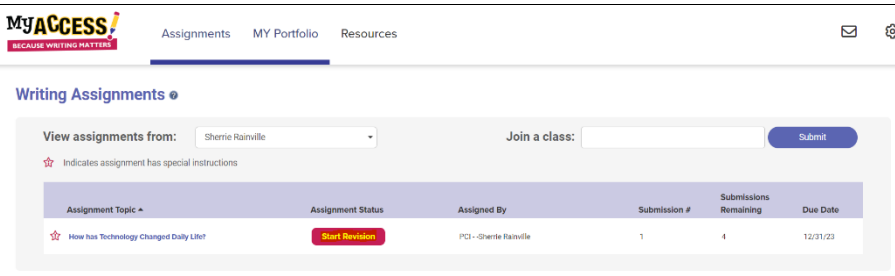 MY ACCESS!
BECAUSE WRITING MATTERS
Assignments MY Portfolio Resources
Writing Assignments ?
View assignments from: Sherrie Rainville Join a class: Submit
Indicates assignment has special instructions
Assignment Topic Assignment Status Assigned By Submission # Submissions Remaining Due Date
How has Technology Changed Daily Life? Start Revision PCI - -Sherrie Rainville 1 4 12/31/23